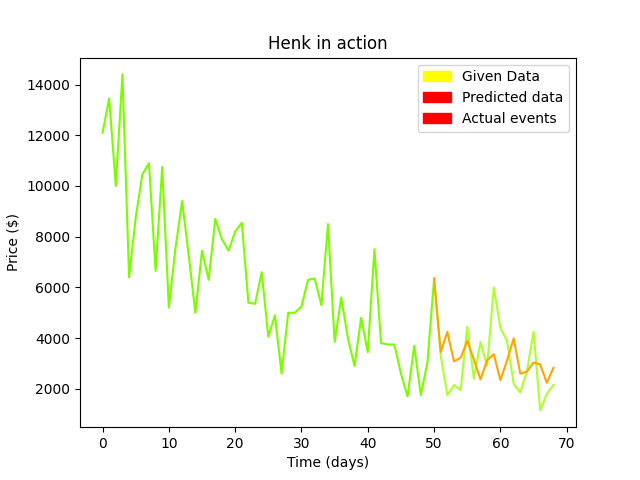 Henk in action
Given Data
Predicted data
Actual events
Price ($)
14000
12000
10000
8000
6000
4000
2000
0 10 20 30 40 50 60 70
Time (days)